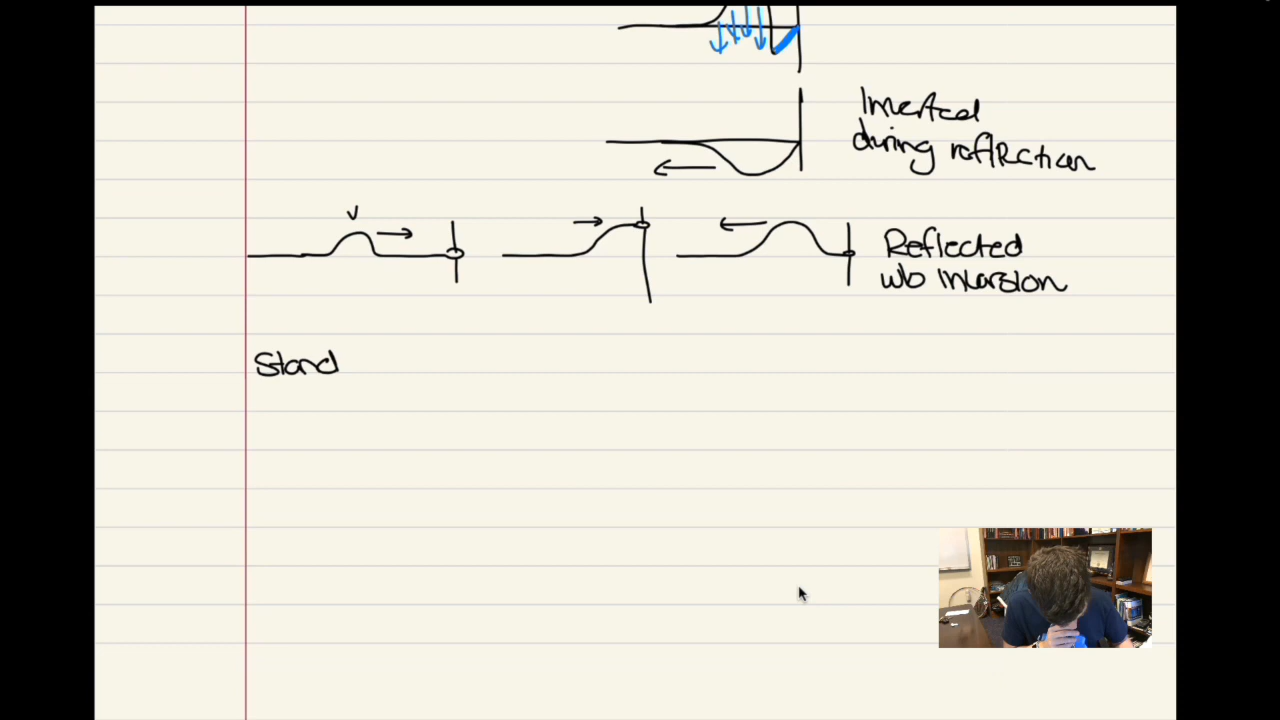 Inverted
during reflection
v
Reflected
w/o inversion
Stand